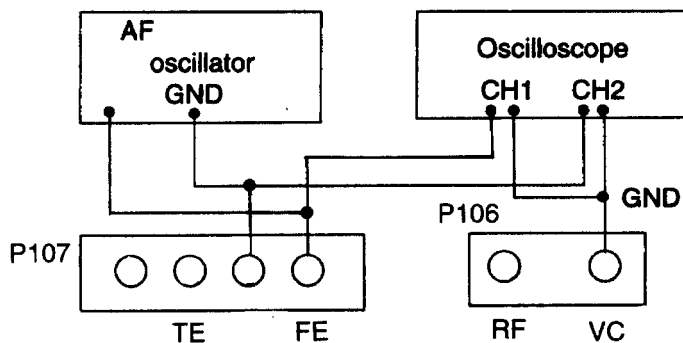 AF
oscillator
GND
Oscilloscope
CH1 CH2
GND
P106
P107
TE FE
RF VC